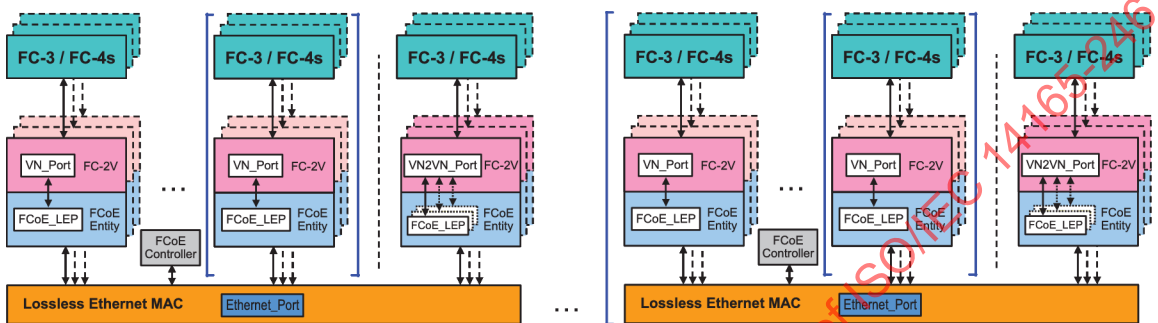 FC-3 / FC-4s
FC-3 / FC-4s
FC-3 / FC-4s
FC-3 / FC-4s
FC-3 / FC-4s
FC-3 / FC-4s
VN_Port FC-2V
VN_Port FC-2V
VN2VN_Port FC-2V
VN_Port FC-2V
VN_Port FC-2V
VN2VN_Port FC-2V
...
...
FCoE_LEP FCoE Entity
FCoE_LEP FCoE Entity
FCoE_LEP FCoE Entity
FCoE_LEP FCoE Entity
FCoE_LEP FCoE Entity
FCoE_LEP FCoE Entity
FCoE
Controller
FCoE
Controller
Lossless Ethernet MAC Ethernet_Port
...
Lossless Ethernet MAC Ethernet_Port
of ISO/IEC 14165-246